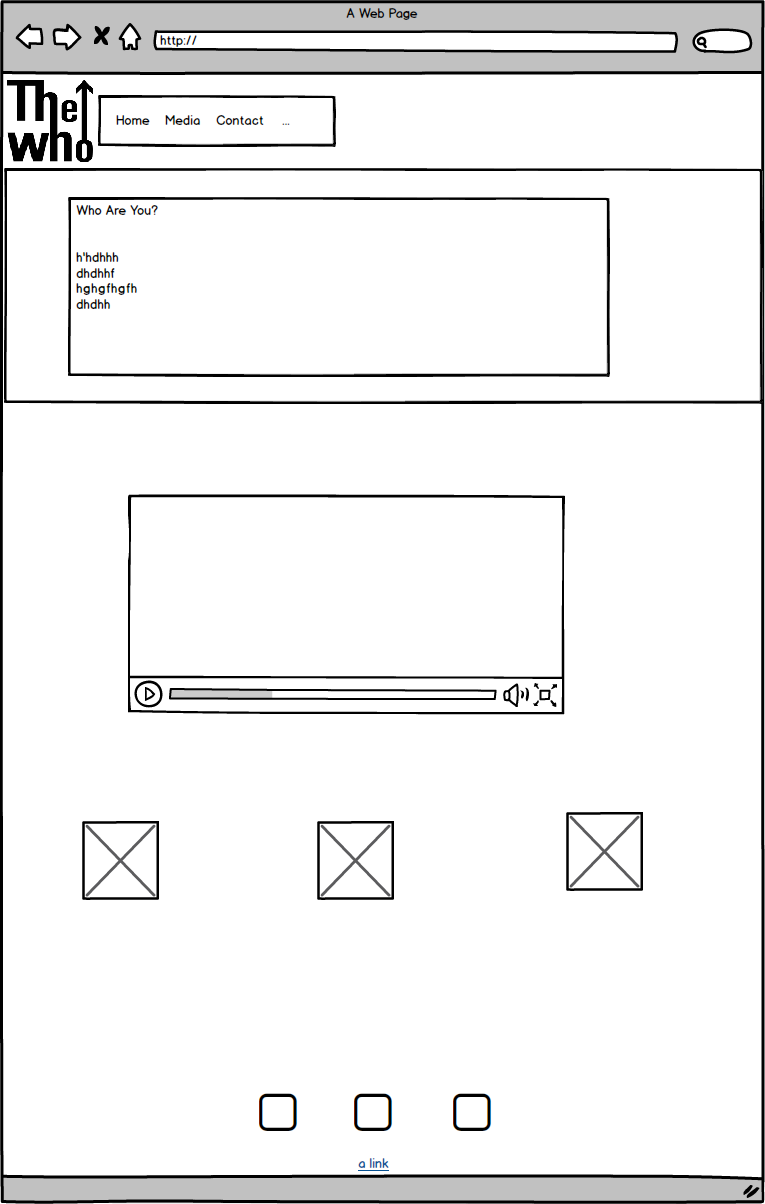 A Web Page
http://
The
Who
Home Media Contact ...
Who Are You?
h'hdhhh
dhdhhf
hghgfhgfh
dhdhh
a link